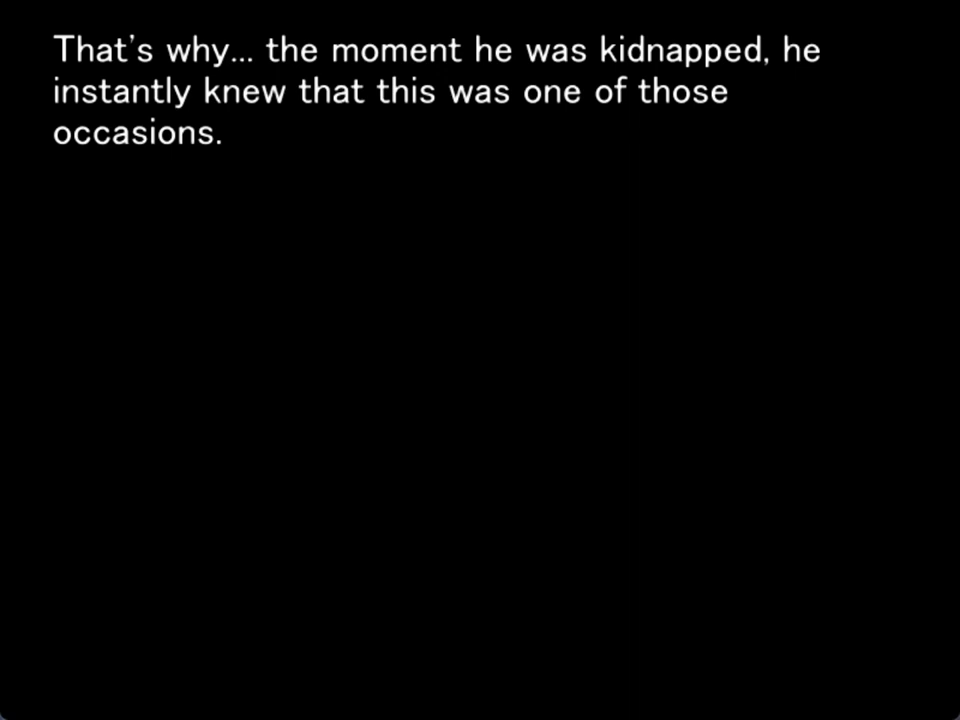 That’s why... the moment he was kidnapped, he
instantly knew that this was one of those
occasions.